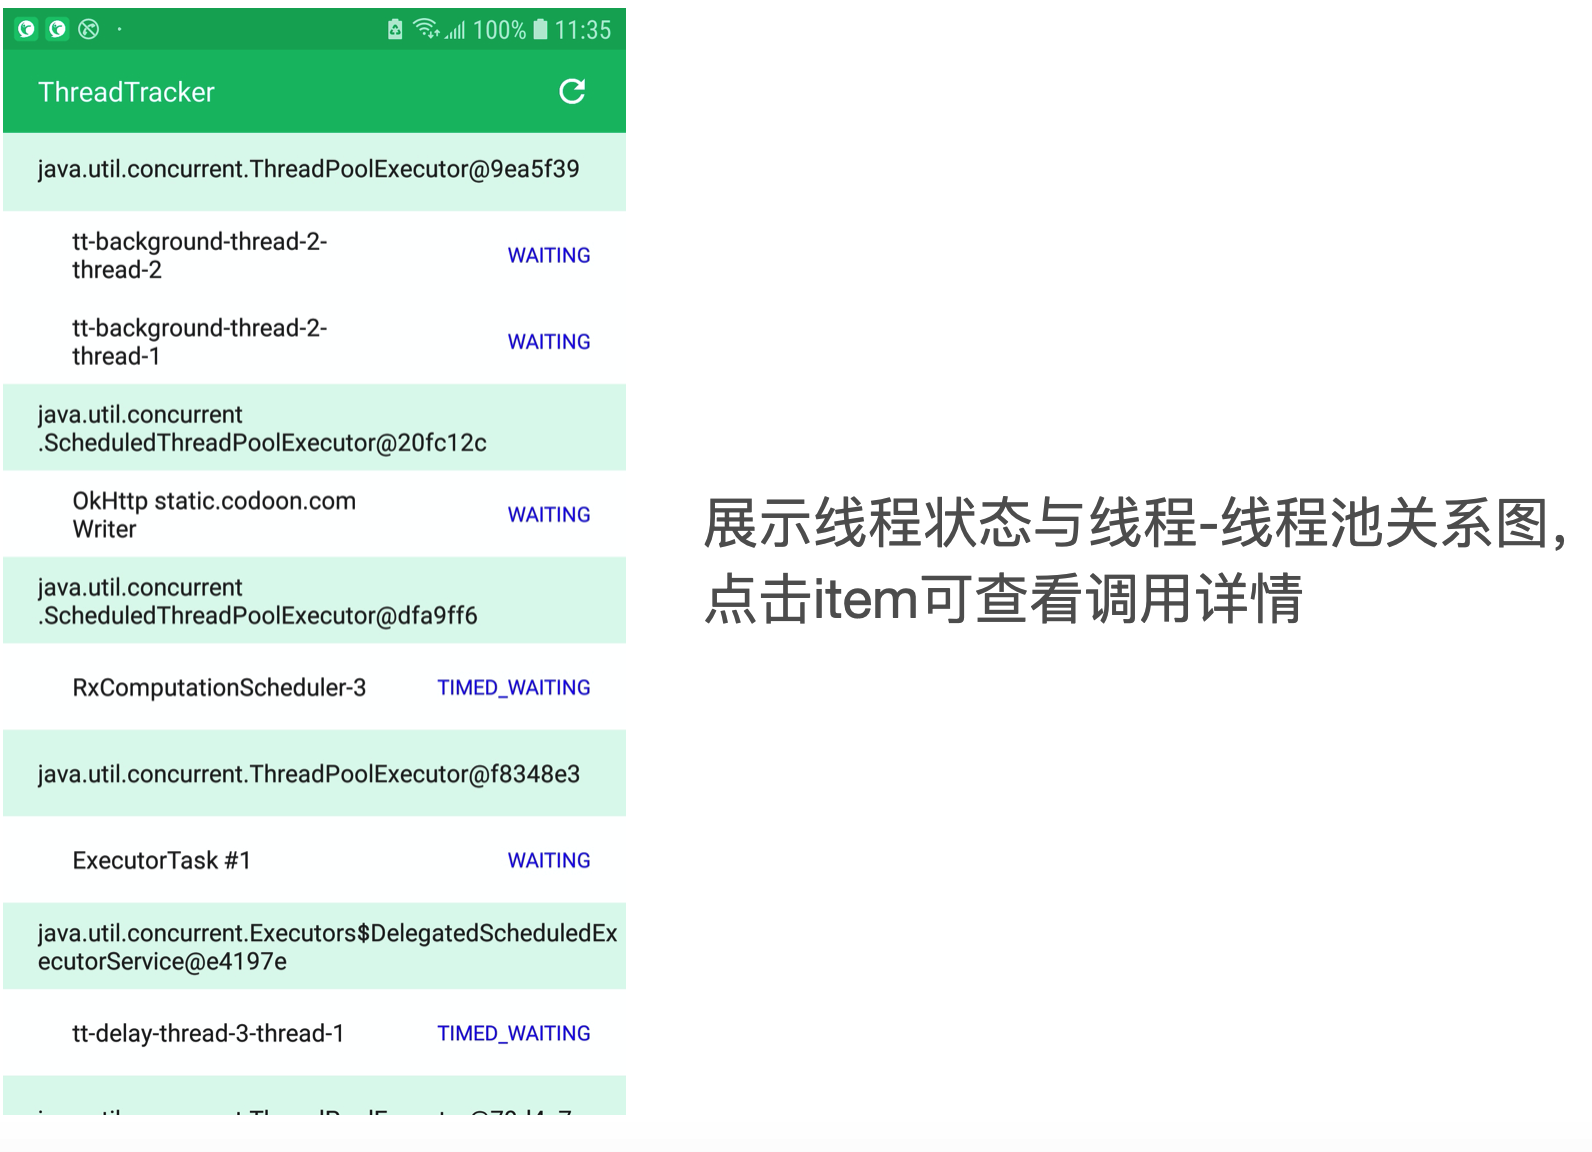 100% 11:35
ThreadTracker
java.util.concurrent.ThreadPoolExecutor@9ea5f39
tt-background-thread-2-
thread-2
WAITING
tt-background-thread-2-
thread-1
WAITING
java.util.concurrent
.ScheduledThreadPoolExecutor@20fc12c
OkHttp static.codoon.com
Writer
WAITING
java.util.concurrent
.ScheduledThreadPoolExecutor@dfa9ff6
RxComputationScheduler-3
TIMED_WAITING
java.util.concurrent.ThreadPoolExecutor@f8348e3
ExecutorTask #1
WAITING
java.util.concurrent.Executors$DelegatedScheduledEx
ecutorService@e4197e
tt-delay-thread-3-thread-1
TIMED_WAITING
展示线程状态与线程-线程池关系图，
点击item可查看调用详情